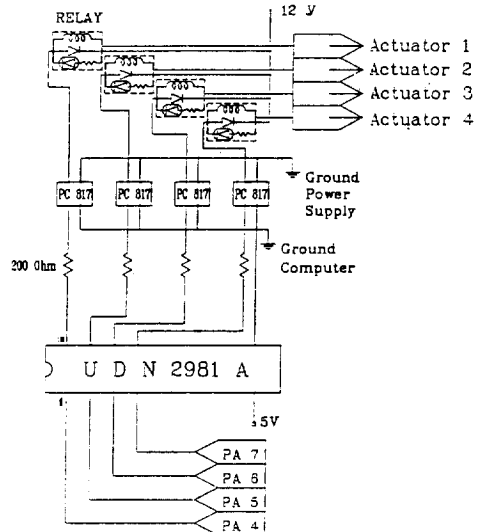 RELAY
12 V
Actuator 1
Actuator 2
Actuator 3
Actuator 4
PC 817
PC 817
PC 817
PC 817
Ground
Power
Supply
Ground
Computer
200 Ohm
U D N 2981 A
5V
PA 7
PA 6
PA 5
PA 4